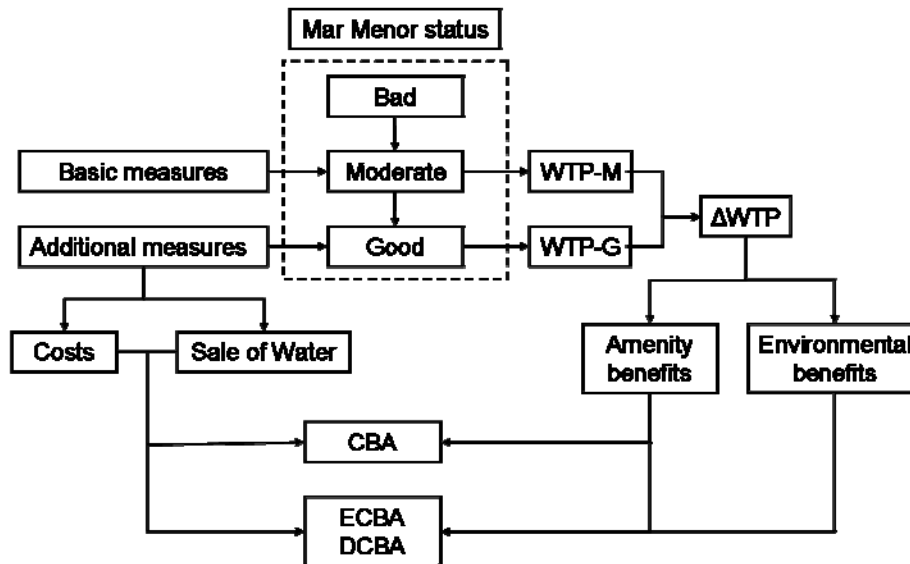 Mar Menor status
Bad
Basic measures
Moderate
WTP-M
ΔWTP
Additional measures
Good
WTP-G
Costs
Sale of Water
Amenity
benefits
Environmental
benefits
CBA
ECBA
DCBA